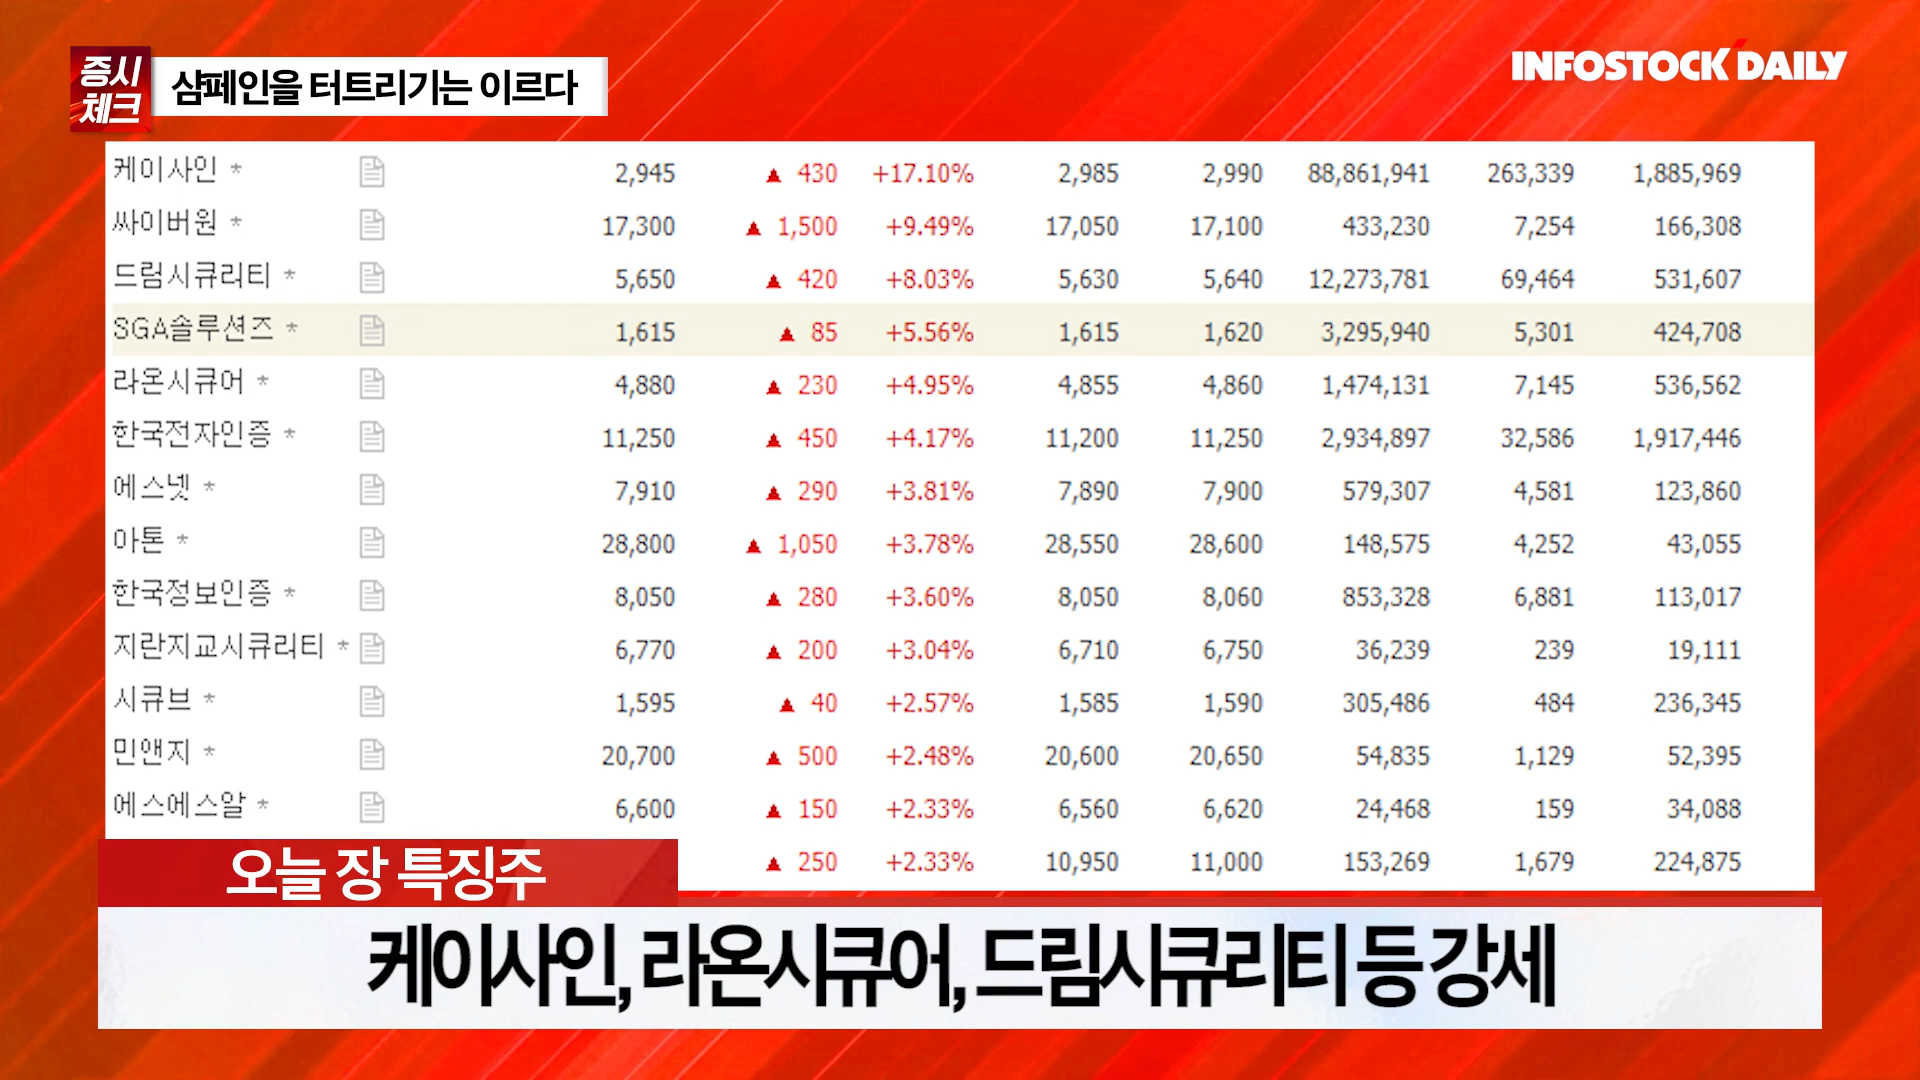 증시
체크
샴페인을 터트리기는 이르다
INFOSTOCK DAILY
케이사인 * 2,945 ▲ 430 +17.10% 2,985 2,990 88,861,941 263,339 1,885,969
싸이버원 * 17,300 ▲ 1,500 +9.49% 17,050 17,100 433,230 7,254 166,308
드림시큐리티 * 5,650 ▲ 420 +8.03% 5,630 5,640 12,273,781 69,464 531,607
SGA솔루션즈 * 1,615 ▲ 85 +5.56% 1,615 1,620 3,295,940 5,301 424,708
라온시큐어 * 4,880 ▲ 230 +4.95% 4,855 4,860 1,474,131 7,145 536,562
한국전자인증 * 11,250 ▲ 450 +4.17% 11,200 11,250 2,934,897 32,586 1,917,446
에스넷 * 7,910 ▲ 290 +3.81% 7,890 7,900 579,307 4,581 123,860
아톤 * 28,800 ▲ 1,050 +3.78% 28,550 28,600 148,575 4,252 43,055
한국정보인증 * 8,050 ▲ 280 +3.60% 8,050 8,060 853,328 6,881 113,017
지란지교시큐리티 * 6,770 ▲ 200 +3.04% 6,710 6,750 36,239 239 19,111
시큐브 * 1,595 ▲ 40 +2.57% 1,585 1,590 305,486 484 236,345
민앤지 * 20,700 ▲ 500 +2.48% 20,600 20,650 54,835 1,129 52,395
에스에스알 * 6,600 ▲ 150 +2.33% 6,560 6,620 24,468 159 34,088
▲ 250 +2.33% 10,950 11,000 153,269 1,679 224,875
오늘 장 특징주
케이사인, 라온시큐어, 드림시큐리티 등 강세